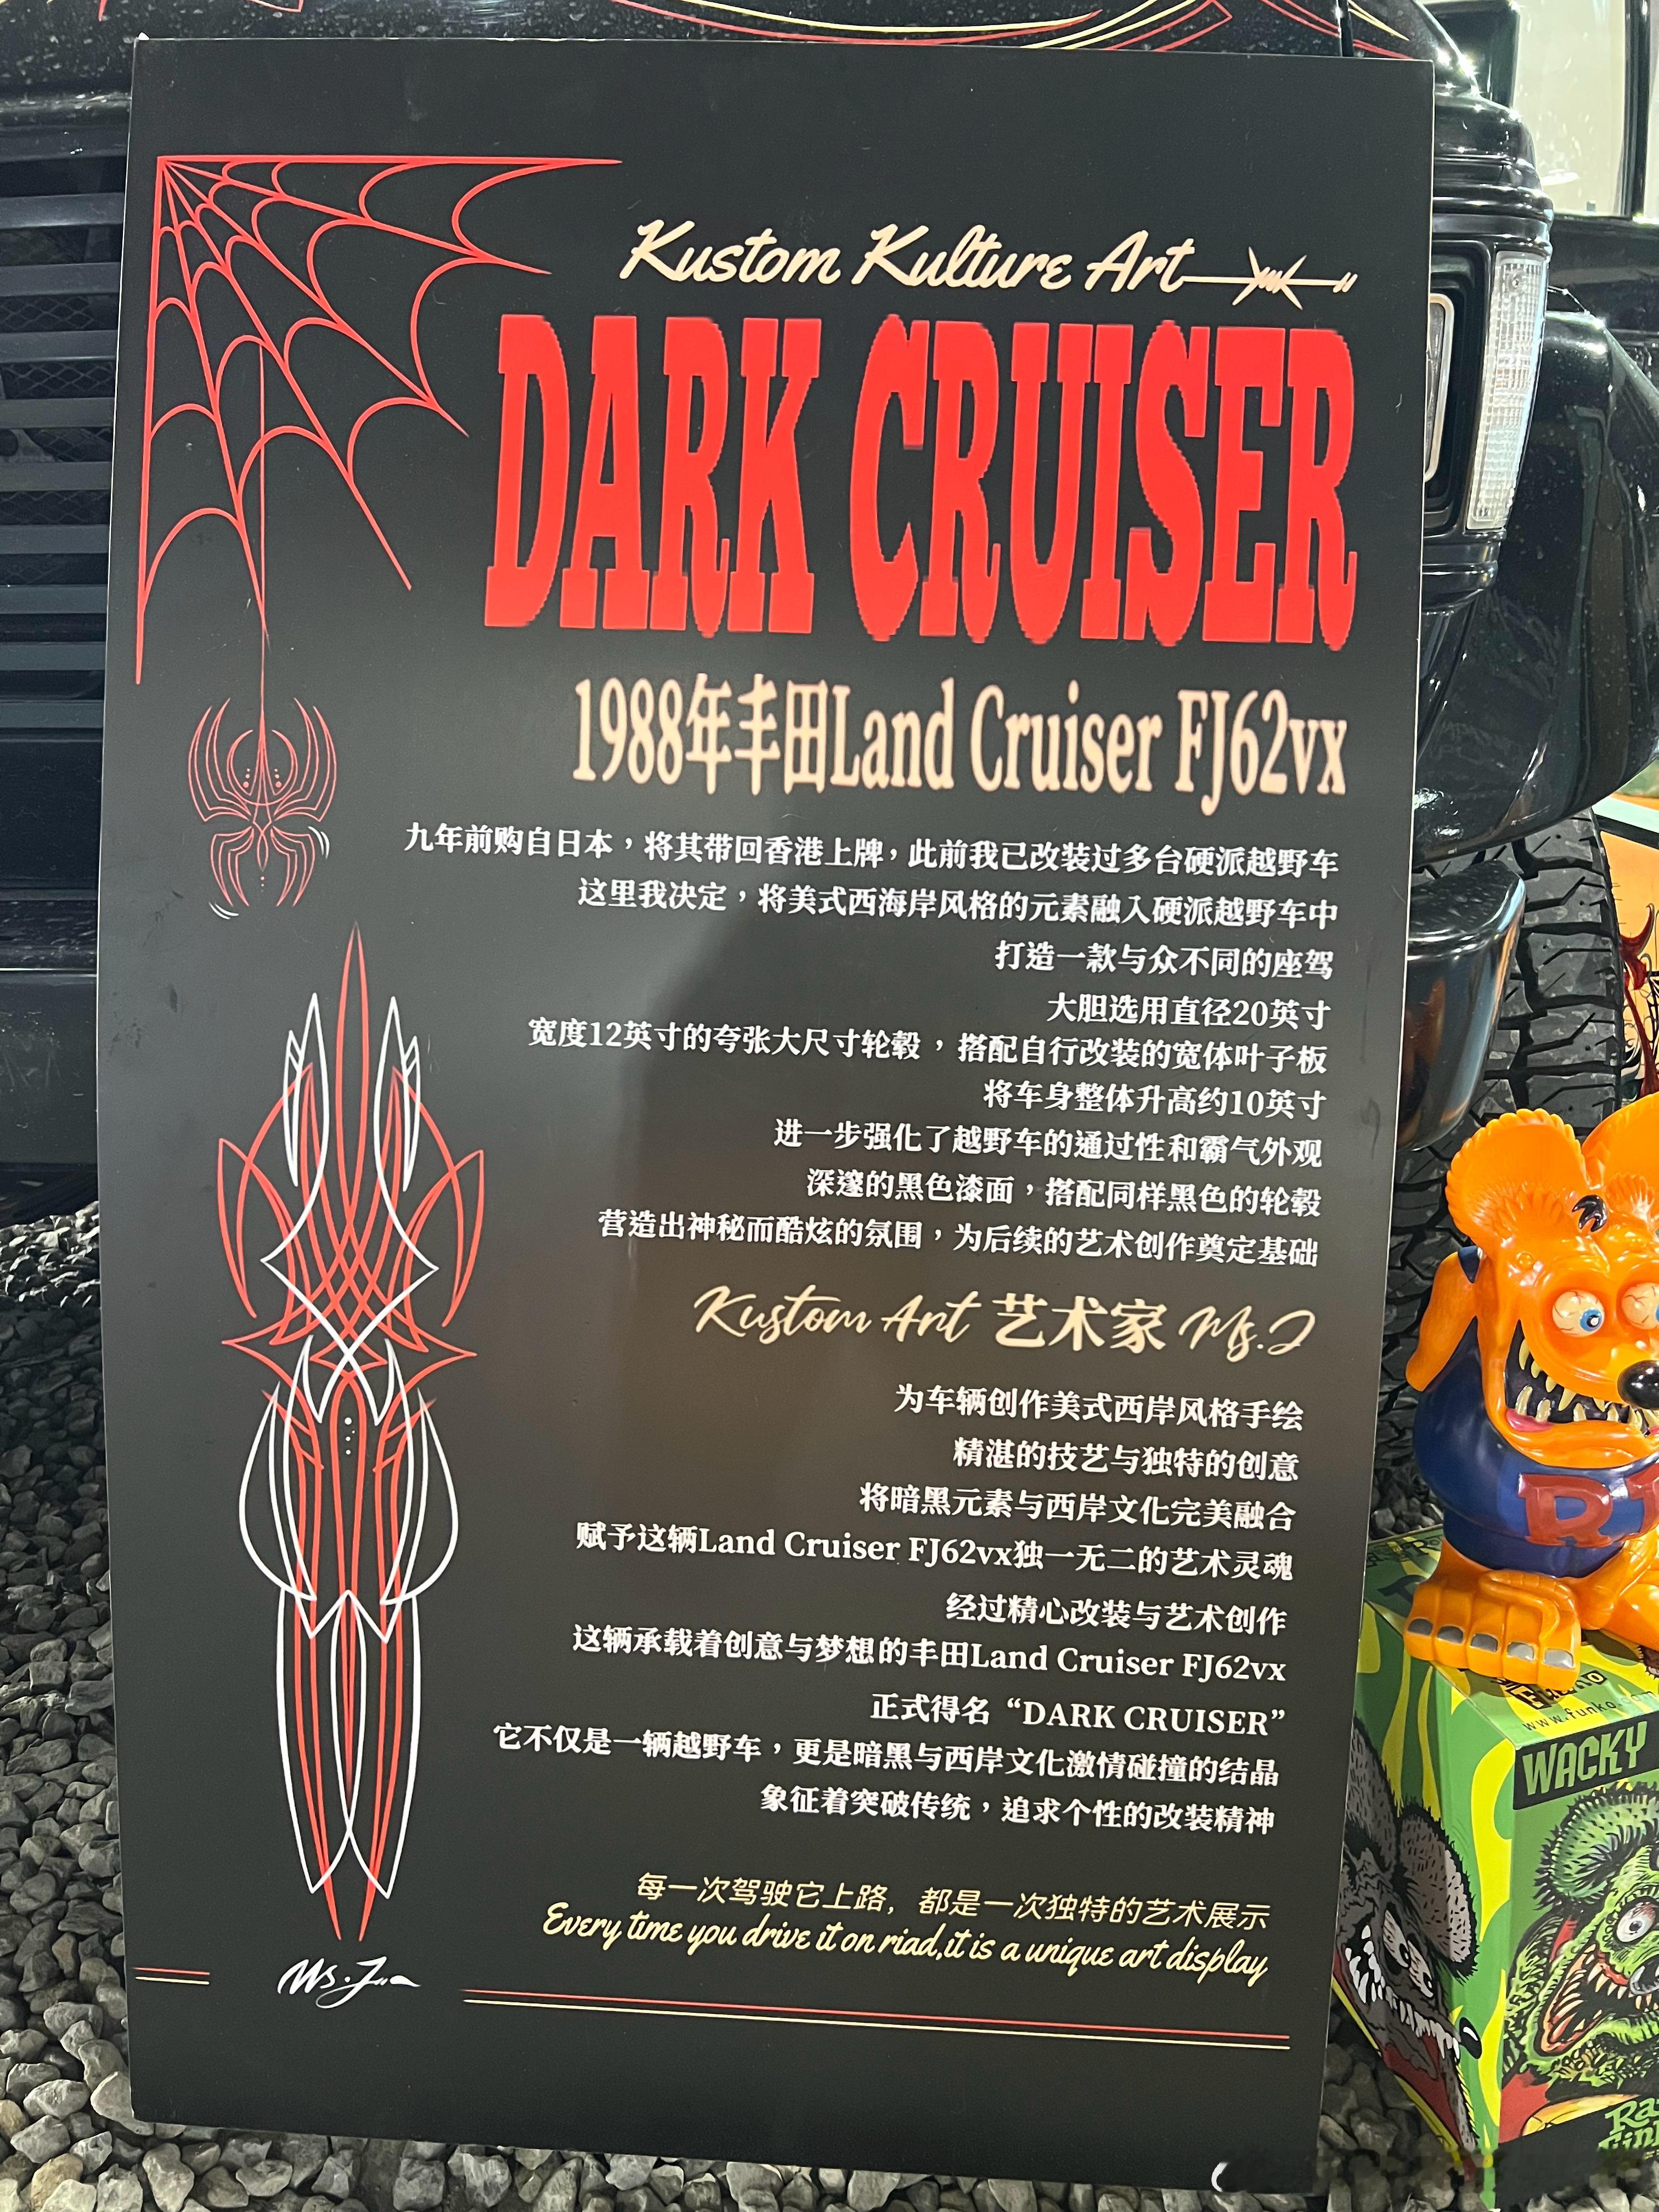 Kustom Kulture Art
DARK CRUISER
1988年丰田Land Cruiser FJ62vx
九年前购自日本，将其带回香港上牌，此前我已改装过多台硬派越野车
这里我决定，将美式西海岸风格的元素融入硬派越野车中
打造一款与众不同的座驾
大胆选用直径20英寸
宽度12英寸的夸张大尺寸轮毂，搭配自行改装的宽体叶子板
将车身整体升高约10英寸
进一步强化了越野车的通过性和霸气外观
深邃的黑色漆面，搭配同样黑色的轮毂
营造出神秘而酷炫的氛围，为后续的艺术创作奠定基础
Kustom Art 艺术家 Ms.J
为车辆创作美式西岸风格手绘
精湛的技艺与独特的创意
将暗黑元素与西岸文化完美融合
赋予这辆Land Cruiser FJ62vx独一无二的艺术灵魂
经过精心改装与艺术创作
这辆承载着创意与梦想的丰田Land Cruiser FJ62vx
正式得名“DARK CRUISER”
它不仅是一辆越野车，更是暗黑与西岸文化激情碰撞的结晶
象征着突破传统，追求个性的改装精神
每一次驾驶它上路，都是一次独特的艺术展示
Every time you drive it on riad,it is a unique art display
www.funko.com
WACKY